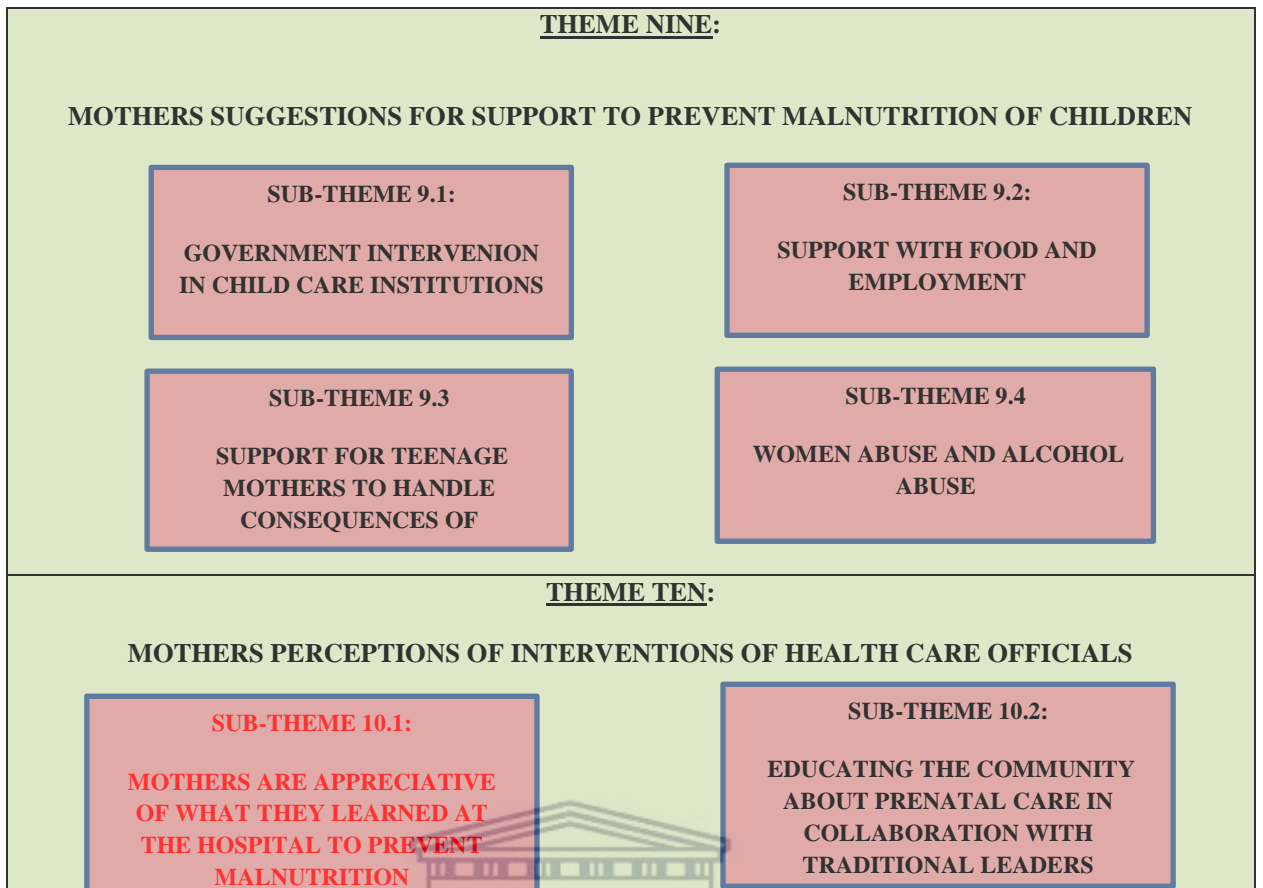 THEME NINE:
MOTHERS SUGGESTIONS FOR SUPPORT TO PREVENT MALNUTRITION OF CHILDREN
SUB-THEME 9.1:
GOVERNMENT INTERVENION
IN CHILD CARE INSTITUTIONS
SUB-THEME 9.2:
SUPPORT WITH FOOD AND
EMPLOYMENT
SUB-THEME 9.3
SUPPORT FOR TEENAGE
MOTHERS TO HANDLE
CONSEQUENCES OF
SUB-THEME 9.4
WOMEN ABUSE AND ALCOHOL
ABUSE
THEME TEN:
MOTHERS PERCEPTIONS OF INTERVENTIONS OF HEALTH CARE OFFICIALS
SUB-THEME 10.1:
MOTHERS ARE APPRECIATIVE
OF WHAT THEY LEARNED AT
THE HOSPITAL TO PREVENT
MALNUTRITION
SUB-THEME 10.2:
EDUCATING THE COMMUNITY
ABOUT PRENATAL CARE IN
COLLABORATION WITH
TRADITIONAL LEADERS